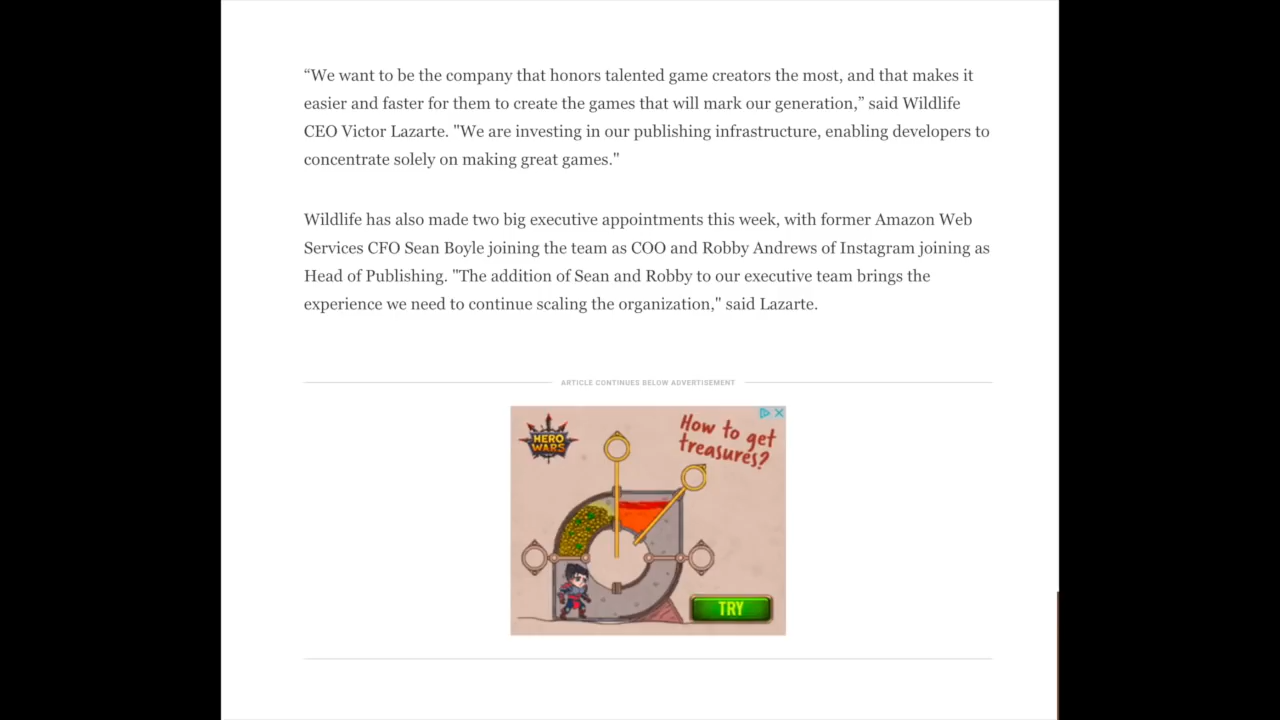 “We want to be the company that honors talented game creators the most, and that makes it
easier and faster for them to create the games that will mark our generation,” said Wildlife
CEO Victor Lazarte. "We are investing in our publishing infrastructure, enabling developers to
concentrate solely on making great games."
Wildlife has also made two big executive appointments this week, with former Amazon Web
Services CFO Sean Boyle joining the team as COO and Robby Andrews of Instagram joining as
Head of Publishing. "The addition of Sean and Robby to our executive team brings the
experience we need to continue scaling the organization," said Lazarte.
ARTICLE CONTINUES BELOW ADVERTISEMENT
HERO
WARS
How to get
treasures?
TRY